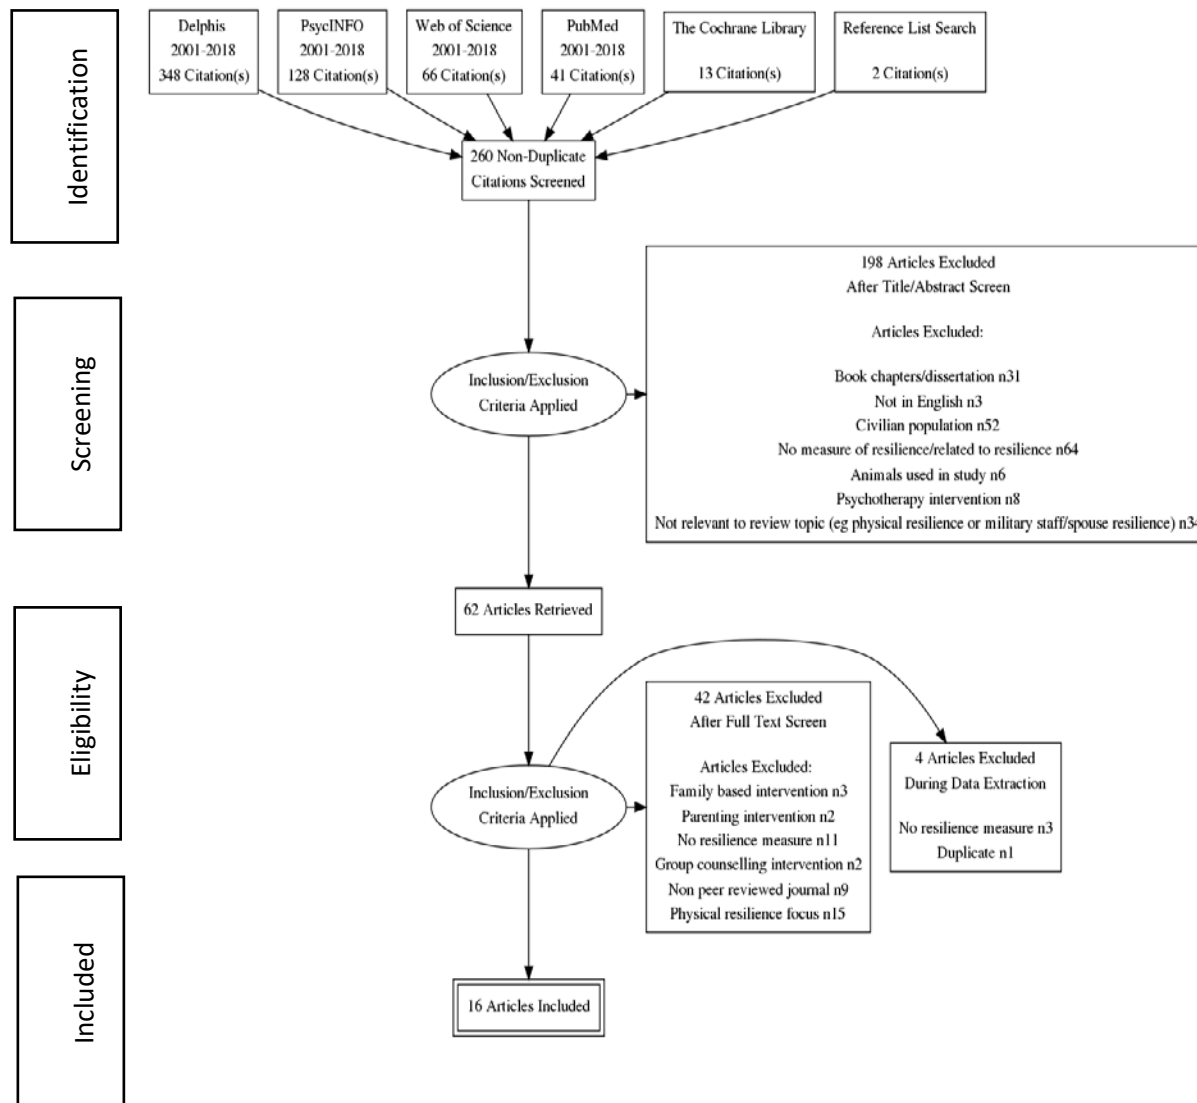 Identification
Delphis
2001-2018
348 Citation(s)
PsycINFO
2001-2018
128 Citation(s)
Web of Science
2001-2018
66 Citation(s)
PubMed
2001-2018
41 Citation(s)
The Cochrane Library
13 Citation(s)
Reference List Search
2 Citation(s)
260 Non-Duplicate
Citations Screened
Screening
Inclusion/Exclusion
Criteria Applied
198 Articles Excluded
After Title/Abstract Screen
Articles Excluded:
Book chapters/dissertation n31
Not in English n3
Civilian population n52
No measure of resilience/related to resilience n64
Animals used in study n6
Psychotherapy intervention n8
Not relevant to review topic (eg physical resilience or military staff/spouse resilience) n34
62 Articles Retrieved
Eligibility
Inclusion/Exclusion
Criteria Applied
42 Articles Excluded
After Full Text Screen
Articles Excluded:
Family based intervention n3
Parenting intervention n2
No resilience measure n11
Group counselling intervention n2
Non peer reviewed journal n9
Physical resilience focus n15
4 Articles Excluded
During Data Extraction
No resilience measure n3
Duplicate n1
Included
16 Articles Included